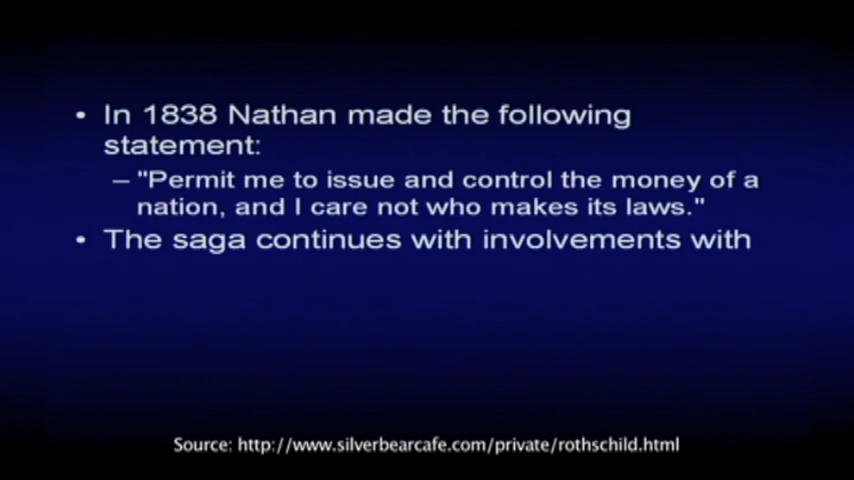 • In 1838 Nathan made the following
statement:
– "Permit me to issue and control the money of a
nation, and I care not who makes its laws."
• The saga continues with involvements with
Source: http://www.silverbearcafe.com/private/rothschild.html